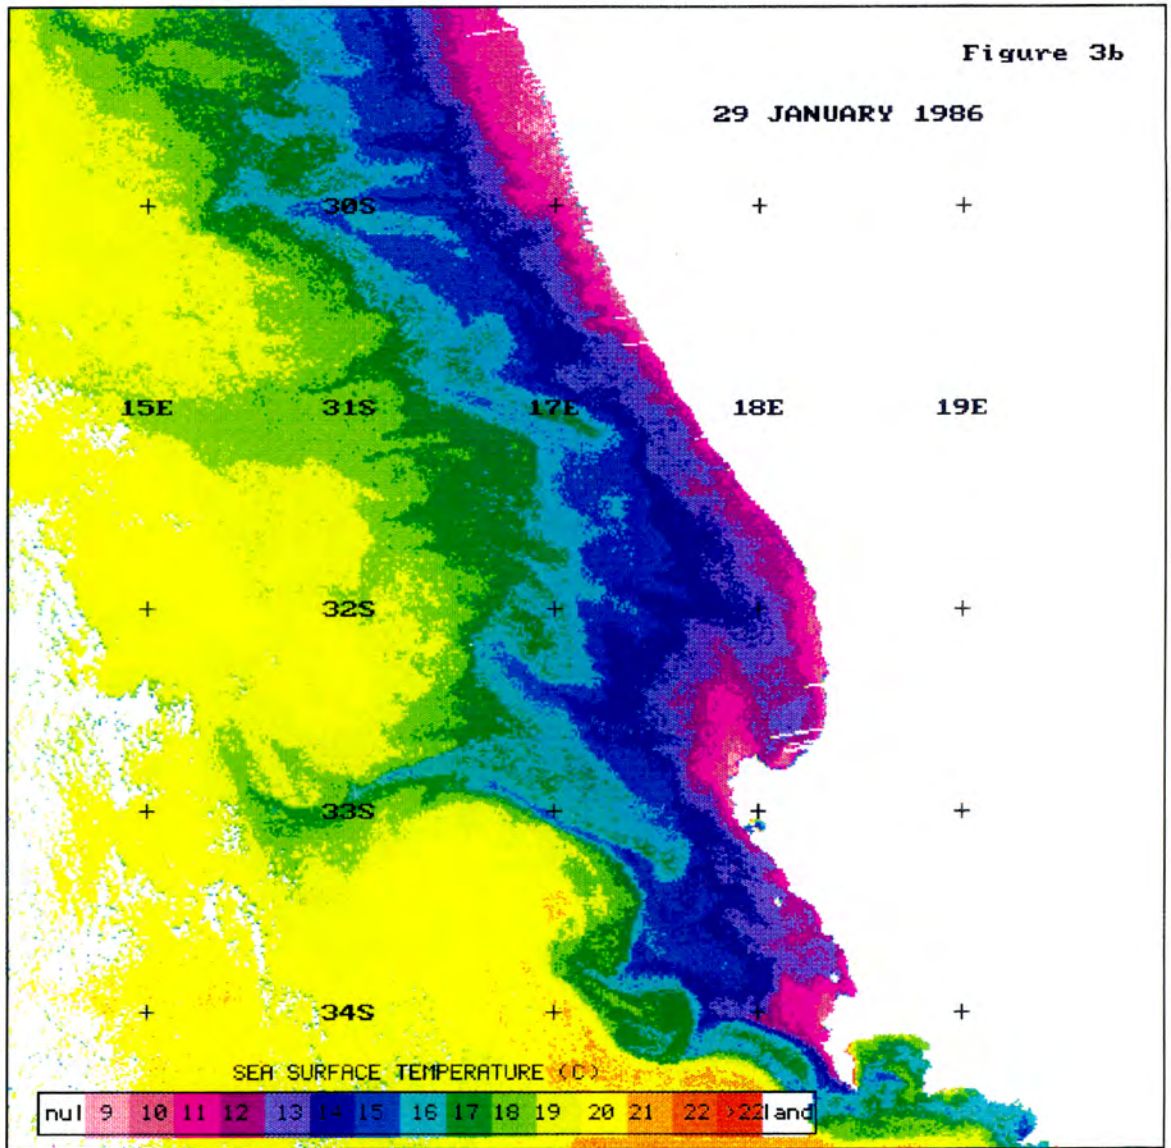 Figure 3b
29 JANUARY 1986
30S
15E 31S 17E 18E 19E
32S
33S
34S
SEA SURFACE TEMPERATURE (C)
nul 9 10 11 12 13 14 15 16 17 18 19 20 21 22 >22 land